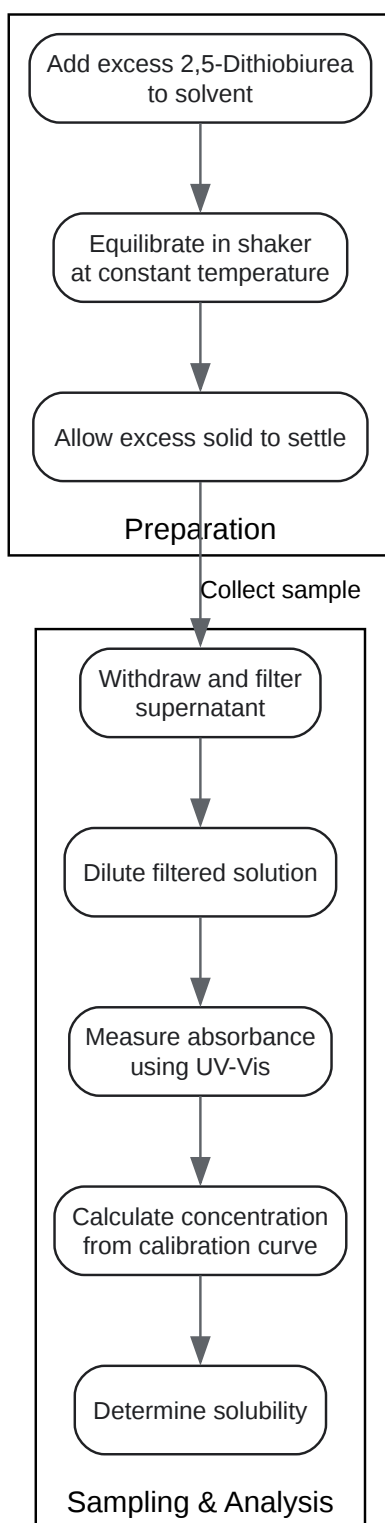 Add excess 2,5-Dithiobiurea
to solvent
Equilibrate in shaker
at constant temperature
Allow excess solid to settle
Preparation
Collect sample
Withdraw and filter
supernatant
Dilute filtered solution
Measure absorbance
using UV-Vis
Calculate concentration
from calibration curve
Determine solubility
Sampling & Analysis